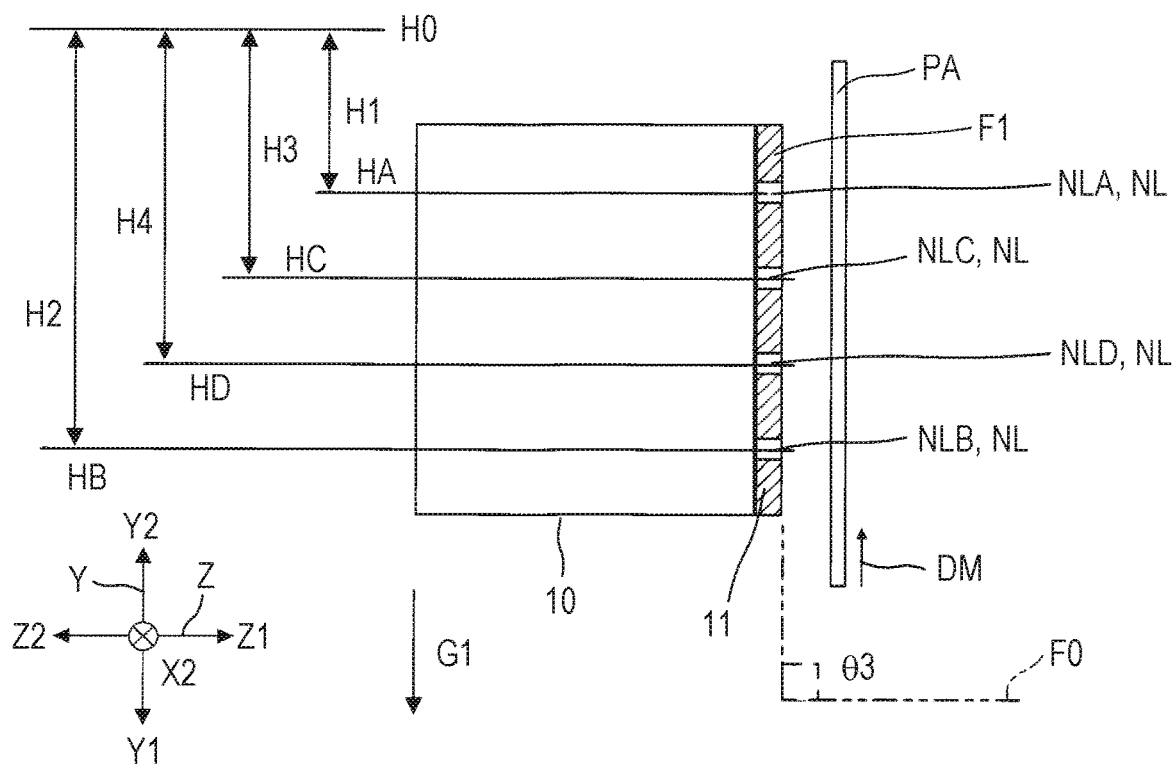 H0
PA
H1
F1
H3
HA
NLA, NL
H4
HC
NLC, NL
H2
NLD, NL
HD
NLB, NL
HB
Y2
Y
Z
10
11
DM
Z2
Z1
G1
θ3
F0
X2
Y1